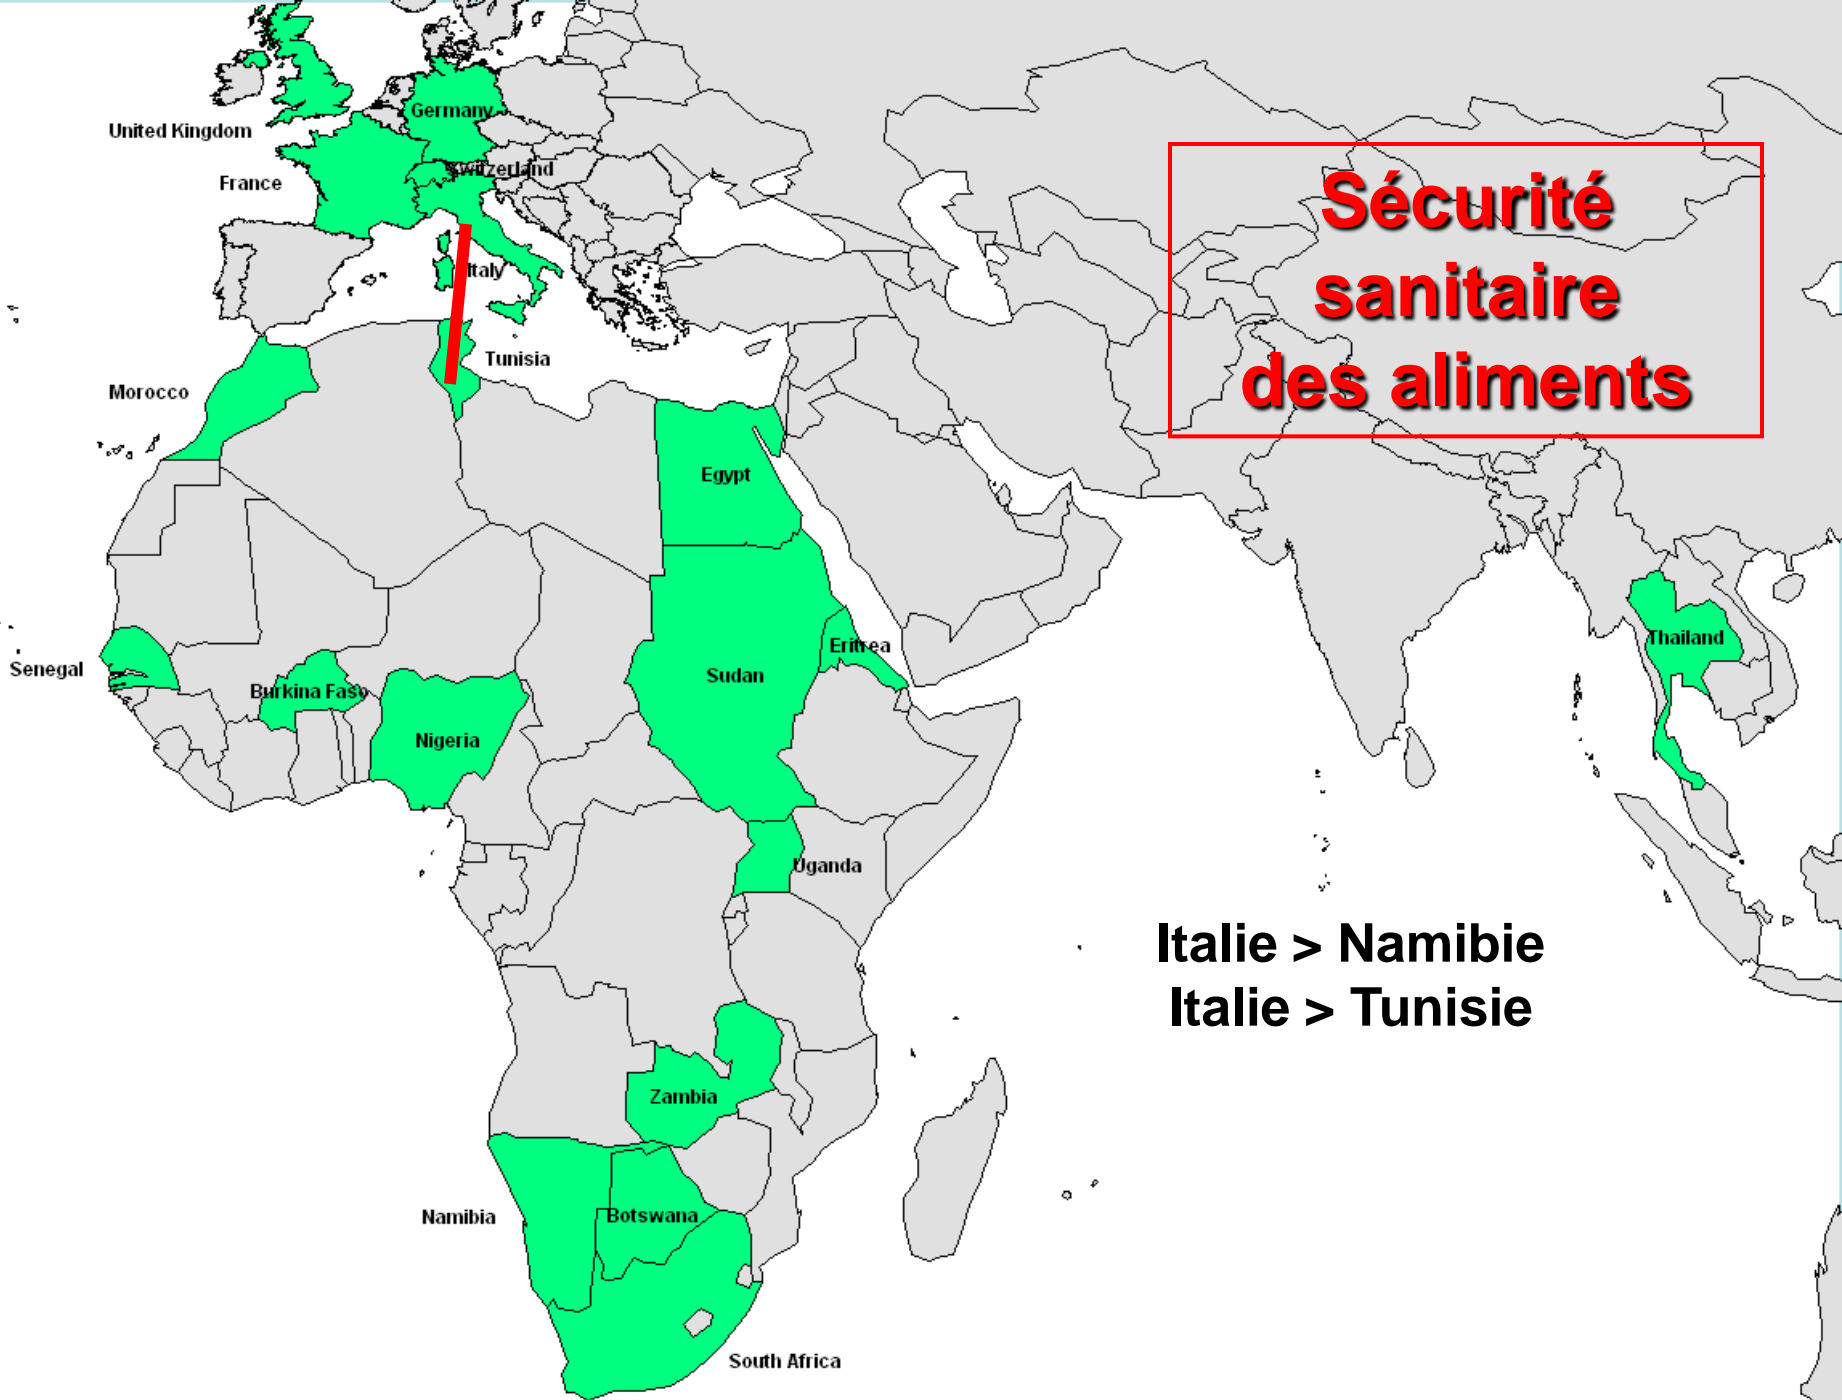 United Kingdom
Germany
France
Switzerland
Italy
Tunisia
Morocco
Sécurité
sanitaire
des aliments
Egypt
Senegal
Burkina Faso
Nigeria
Sudan
Eritrea
Thailand
Uganda
Italie > Namibie
Italie > Tunisie
Zambia
Namibia
Botswana
South Africa